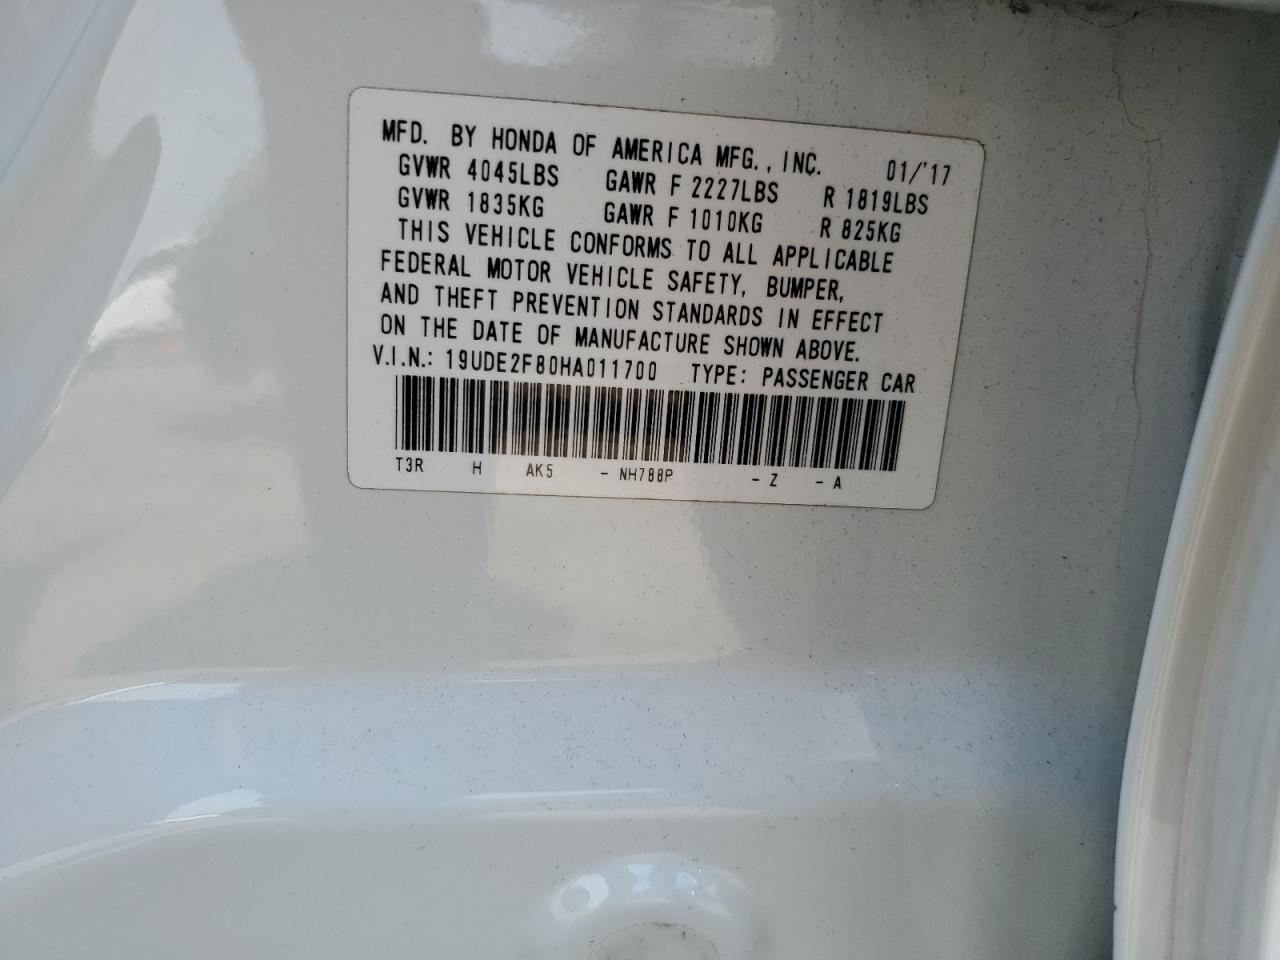 MFD. BY HONDA OF AMERICA MFG., INC. 01/'17
GVWR 4045LBS GAWR F 2227LBS R 1819LBS
GVWR 1835KG GAWR F 1010KG R 825KG
THIS VEHICLE CONFORMS TO ALL APPLICABLE
FEDERAL MOTOR VEHICLE SAFETY, BUMPER,
AND THEFT PREVENTION STANDARDS IN EFFECT
ON THE DATE OF MANUFACTURE SHOWN ABOVE.
V.I.N.: 19UDE2F80HA011700 TYPE: PASSENGER CAR
T3R H AK5 - NH788P - Z - A